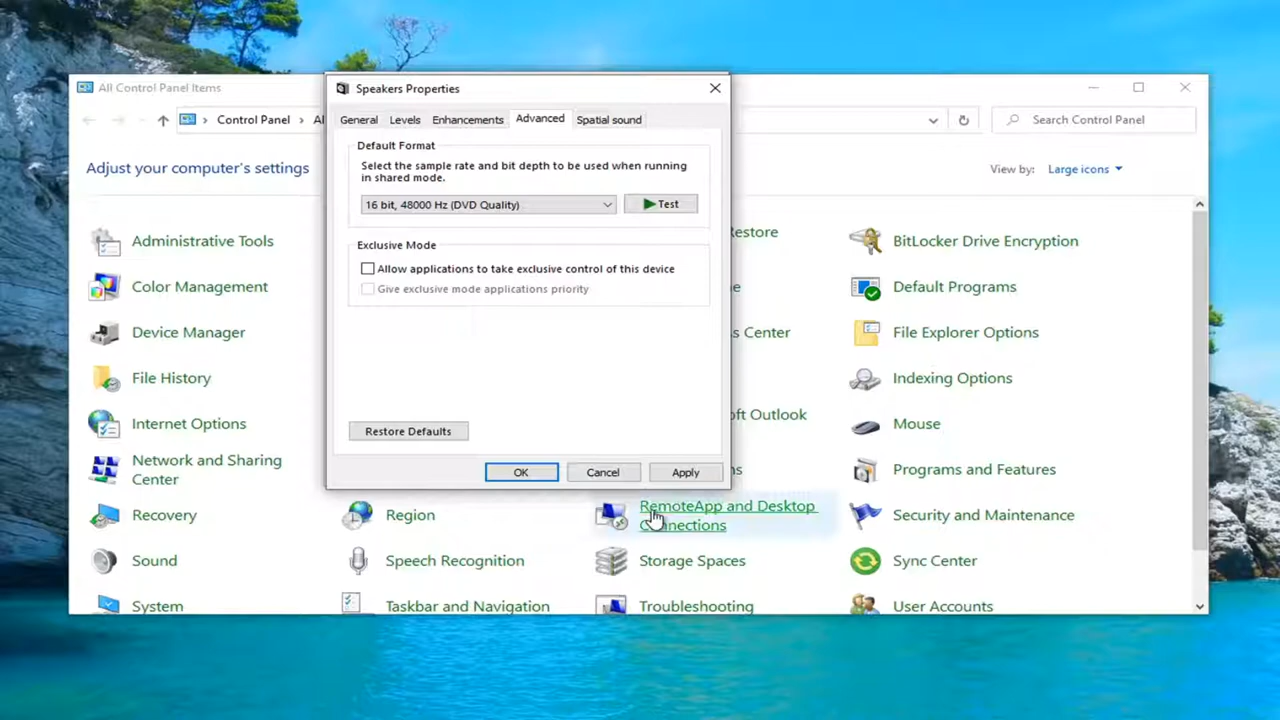 All Control Panel Items
Control Panel
Al
Search Control Panel
Adjust your computer's settings
View by:
Large icons
Speakers Properties
General
Levels
Enhancements
Advanced
Spatial sound
Default Format
Select the sample rate and bit depth to be used when running
in shared mode.
16 bit, 48000 Hz (DVD Quality)
Test
Exclusive Mode
Allow applications to take exclusive control of this device
Give exclusive mode applications priority
Restore Defaults
OK
Cancel
Apply
Administrative Tools
Restore
BitLocker Drive Encryption
Color Management
Default Programs
Device Manager
Center
File Explorer Options
File History
Indexing Options
Internet Options
Outlook
Mouse
Network and Sharing
Center
Programs and Features
Recovery
Region
RemoteApp and Desktop
Connections
Security and Maintenance
Sound
Speech Recognition
Storage Spaces
Sync Center
System
Taskbar and Navigation
Troubleshooting
User Accounts